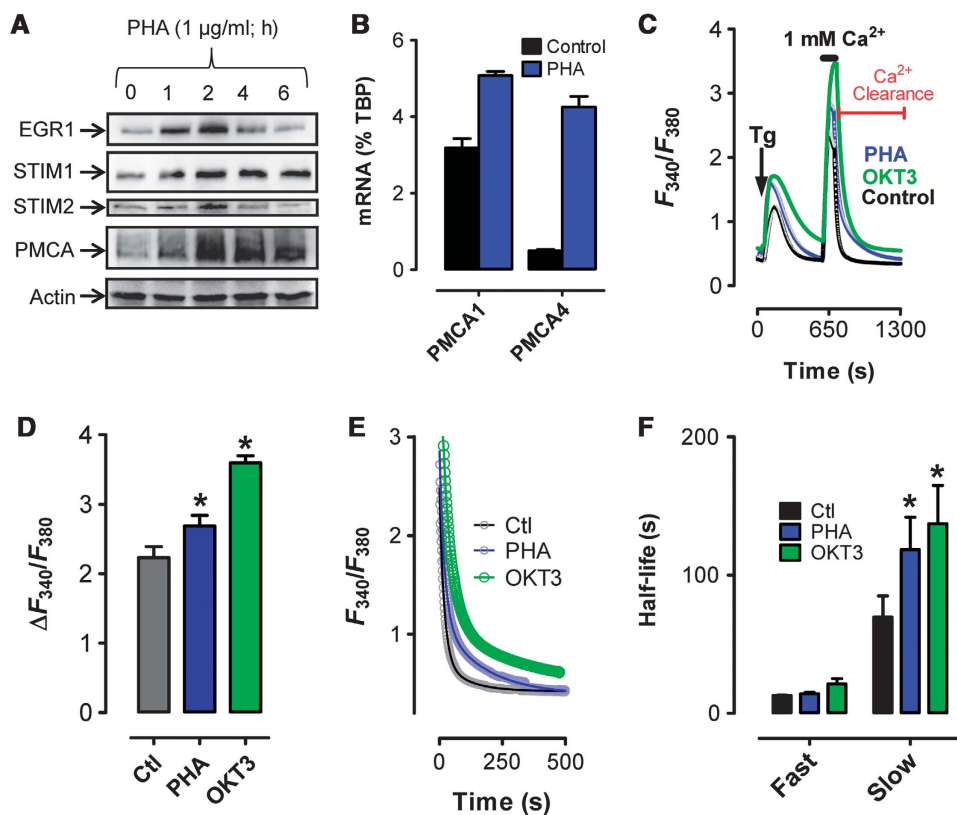 A
PHA (1 µg/ml; h)
0 1 2 4 6
EGR1
STIM1
STIM2
PMCA
Actin
B
6
4
2
0
mRNA (% TBP)
Control
PHA
PMCA1
PMCA4
C
1 mM Ca²⁺
Ca²⁺
Clearance
Tg
PHA
OKT3
Control
4
3
2
1
0
F₃₄₀/F₃₈₀
0 650 1300
Time (s)
D
*
*
4
3
2
1
0
ΔF₃₄₀/F₃₈₀
Ctl
PHA
OKT3
E
3
2
1
F₃₄₀/F₃₈₀
Ctl
PHA
OKT3
0 250 500
Time (s)
F
200
100
0
Half-life (s)
Ctl
PHA
OKT3
*
*
Fast
Slow